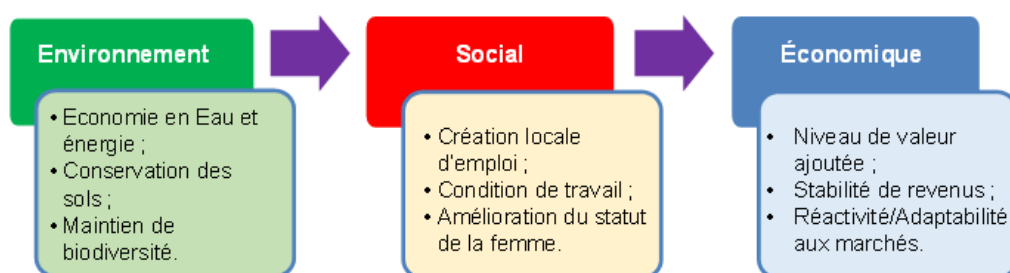 Environnement
• Economie en Eau et
énergie ;
• Conservation des
sols ;
• Maintien de
biodiversité.
Social
• Création locale
d'emploi ;
• Condition de travail ;
• Amélioration du statut
de la femme.
Économique
• Niveau de valeur
ajoutée ;
• Stabilité de revenus ;
• Réactivité/Adaptabilité
aux marchés.